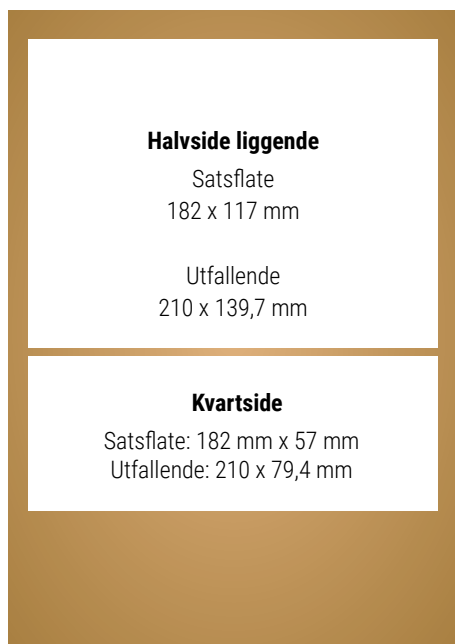 Halvside liggende
Satsflate
182 x 117 mm
Utfallende
210 x 139,7 mm
Kvartside
Satsflate: 182 mm x 57 mm
Utfallende: 210 x 79,4 mm